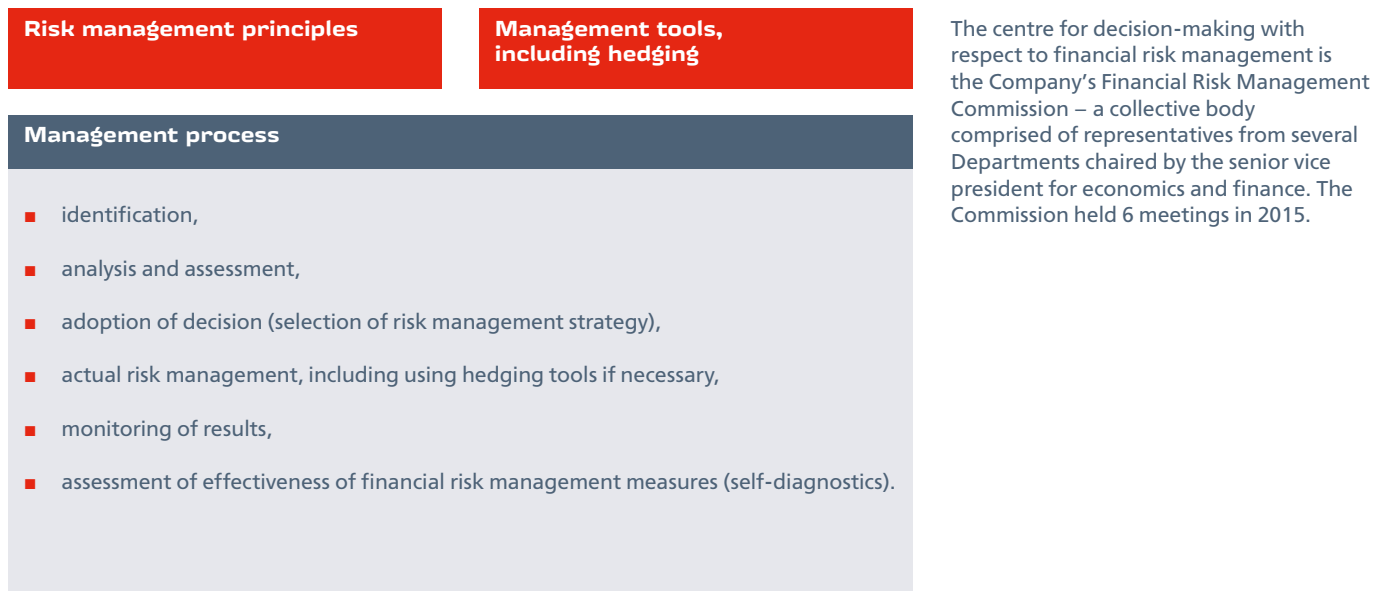 Risk management principles
Management tools,
including hedging
Management process
■ identification,
■ analysis and assessment,
■ adoption of decision (selection of risk management strategy),
■ actual risk management, including using hedging tools if necessary,
■ monitoring of results,
■ assessment of effectiveness of financial risk management measures (self-diagnostics).
The centre for decision-making with
respect to financial risk management is
the Company’s Financial Risk Management
Commission – a collective body
comprised of representatives from several
Departments chaired by the senior vice
president for economics and finance. The
Commission held 6 meetings in 2015.